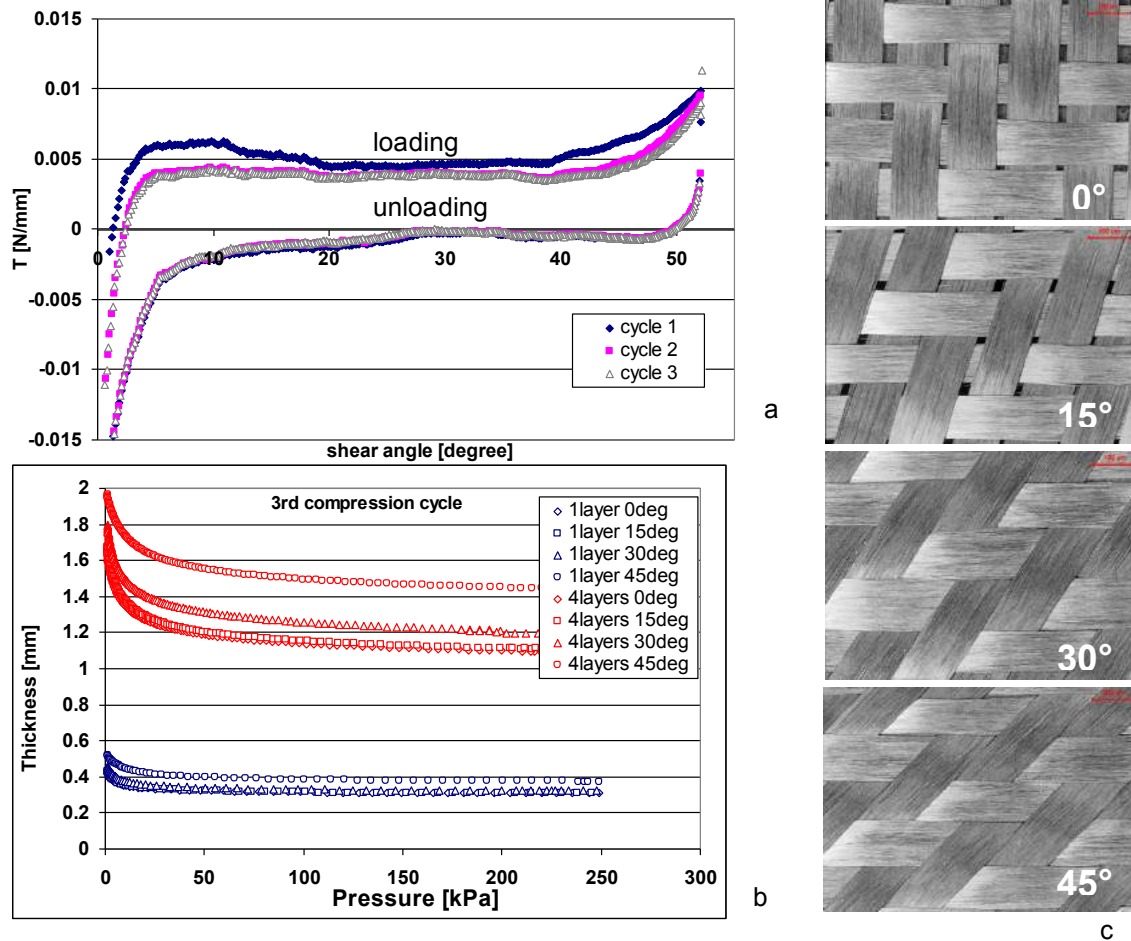 0.015
0.01
0.005
0
-0.005
-0.01
-0.015
T [N/mm]
loading
unloading
0 10 20 30 40 50
cycle 1
cycle 2
cycle 3
shear angle [degree]
a
3rd compression cycle
2
1.8
1.6
1.4
1.2
1
0.8
0.6
0.4
0.2
0
Thickness [mm]
1layer 0deg
1layer 15deg
1layer 30deg
1layer 45deg
4layers 0deg
4layers 15deg
4layers 30deg
4layers 45deg
0 50 100 150 200 250 300
Pressure [kPa]
b
0°
15°
30°
45°
c